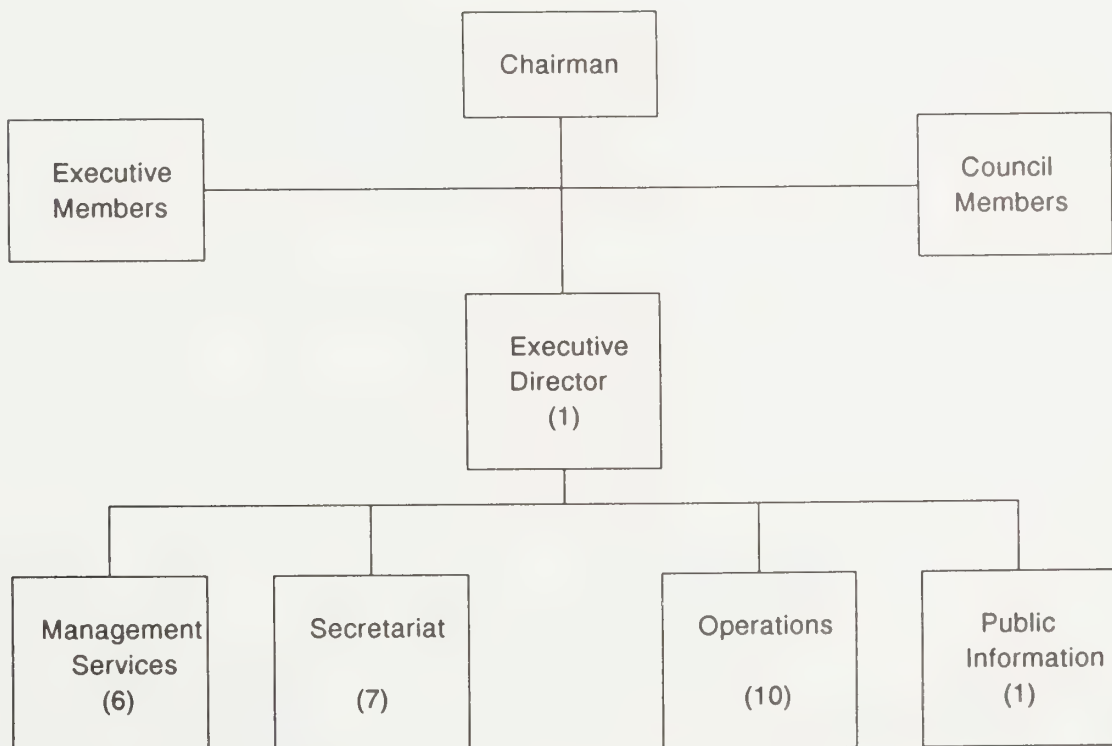 Chairman
Executive
Members
Council
Members
Executive
Director
(1)
Management
Services
(6)
Secretariat
(7)
Operations
(10)
Public
Information
(1)